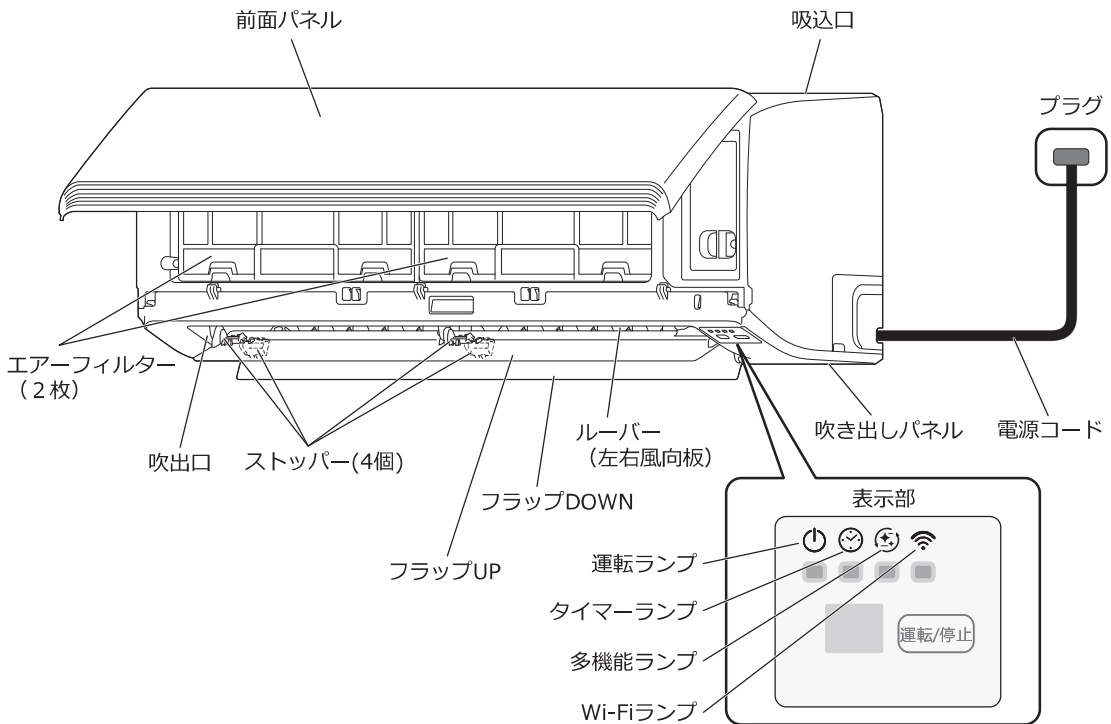 前面パネル
吸込口
プラグ
エアーフィルター
（２枚）
吹出口
ストッパー(4個)
ルーバー
（左右風向板）
吹き出しパネル
電源コード
フラップDOWN
フラップUP
表示部
運転ランプ
タイマーランプ
多機能ランプ
Wi-Fiランプ
運転/停止